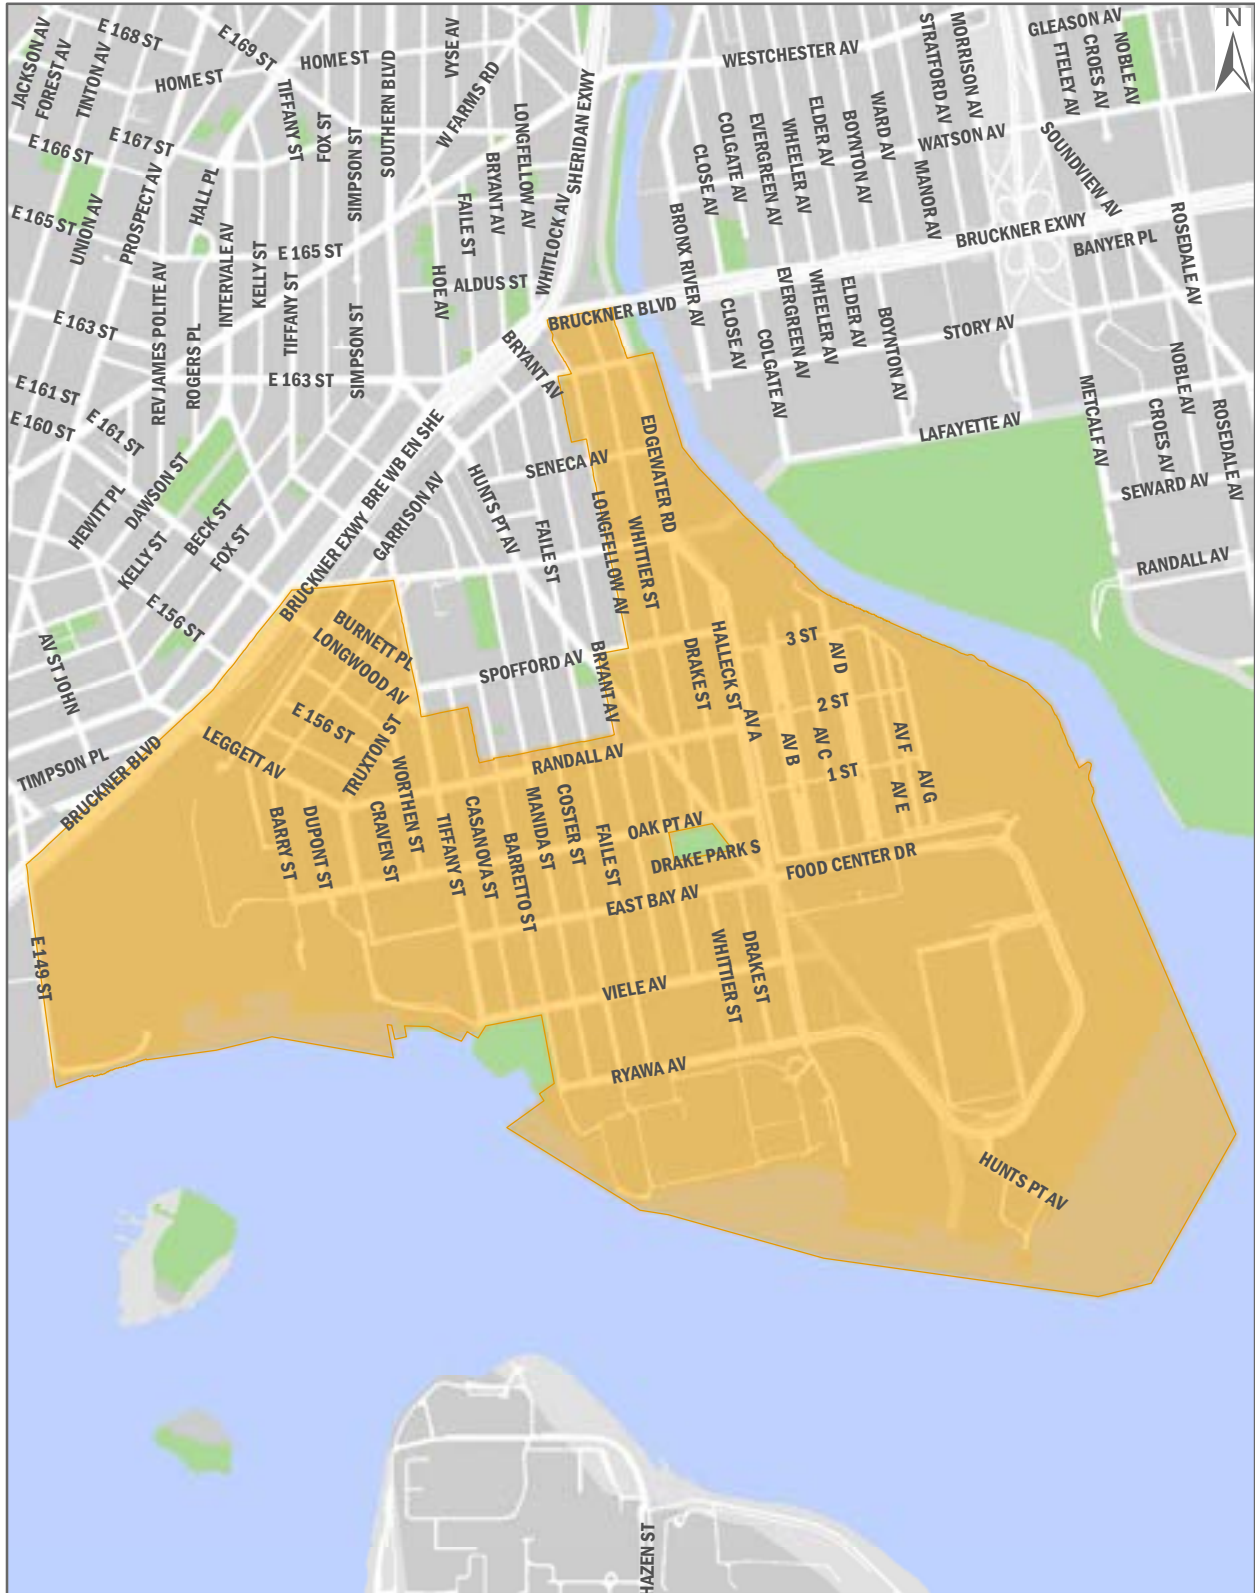 N
GLEASON AV
JACKSON AV
FOREST AV
TINTON AV
E 168 ST
E 169 ST
HOME ST
HOME ST
SOUTHERN BLVD
VYSE AV
W FARMS RD
SHERIDAN EXWY
WESTCHESTER AV
STRATFORD AV
MORRISON AV
FTELEY AV
CROES AV
NOBLE AV
E 166 ST
E 167 ST
TIFFANY ST
FOX ST
SIMPSON ST
LONGFELLOW AV
BRYANT AV
FAILE ST
COLGATE AV
CLOSE AV
EVERGREEN AV
WHEELER AV
ELDER AV
BOYNTON AV
WARD AV
MANOR AV
WATSON AV
SOUNDVIEW AV
E 165 ST
UNION AV
PROSPECT AV
HALL PL
INTERVALE AV
KELLY ST
E 165 ST
WHITLOCK AV
BRONX RIVER AV
BRUCKNER EXWY
BANYER PL
ROSEDALE AV
E 163 ST
REV JAMES POLITE AV
ROGERS PL
TIFFANY ST
SIMPSON ST
HOE AV
ALDUS ST
BRUCKNER BLVD
CLOSE AV
COLGATE AV
EVERGREEN AV
WHEELER AV
ELDER AV
BOYNTON AV
STORY AV
E 161 ST
E 160 ST
E 161 ST
E 163 ST
BRYANT AV
METCALF AV
NOBLE AV
CROES AV
ROSEDALE AV
LAFAYETTE AV
HEWITT PL
DAWSON ST
KELLY ST
BECK ST
FOX ST
BRUCKNER EXWY
BRE WB EN SHE
GARRISON AV
HUNTS PT AV
FAILE ST
SENECA AV
EDGEWATER RD
LONGFELLOW AV
WHITTIER ST
SEWARD AV
RANDALL AV
E 156 ST
AV ST JOHN
BURNETT PL
LONGWOOD AV
SPOFFORD AV
BRYANT AV
DRAKE ST
HALLECK ST
3 ST
AV D
2 ST
AV A
AV B
AV C
1 ST
AV F
AV E
AV G
TIMPSON PL
BRUCKNER BLVD
LEGGETT AV
E 156 ST
TRUXTON ST
RANDALL AV
BARRY ST
DUPONT ST
CRAVEN ST
WORTHEN ST
TIFFANY ST
CASANOVA ST
BARRETTO ST
MANIDA ST
COSTER ST
FAILE ST
OAK PT AV
DRAKE PARK S
FOOD CENTER DR
EAST BAY AV
E 149 ST
VIELE AV
WHITTIER ST
DRAKE ST
RYAWA AV
HUNTS PT AV
HAZEN ST